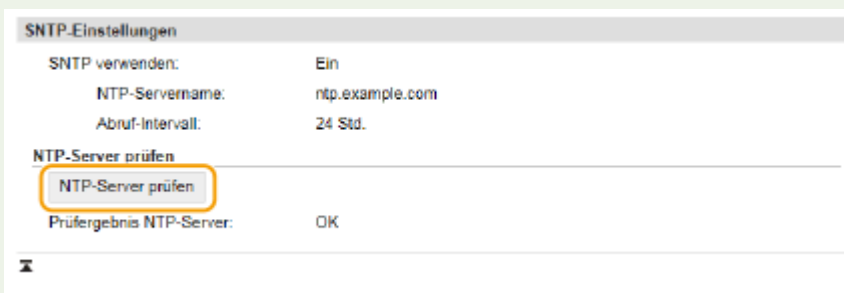 SNTP-Einstellungen
SNTP verwenden: Ein
NTP-Servername: ntp.example.com
Abruf-Intervall: 24 Std.
NTP-Server prüfen
NTP-Server prüfen
Prüfergebnis NTP-Server: OK